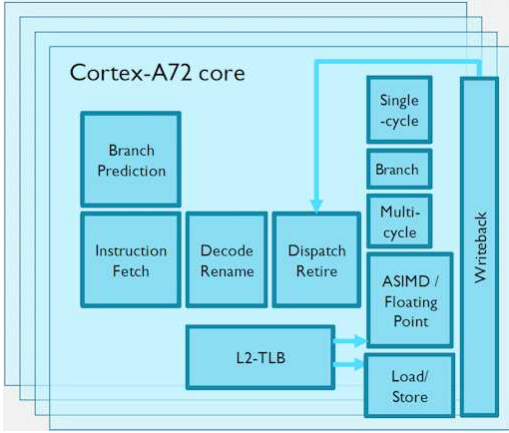 Cortex-A72 core
Branch
Prediction
Instruction
Fetch
Decode
Rename
Dispatch
Retire
L2-TLB
Single
-cycle
Branch
Multi-
cycle
ASIMD /
Floating
Point
Load/
Store
Writeback